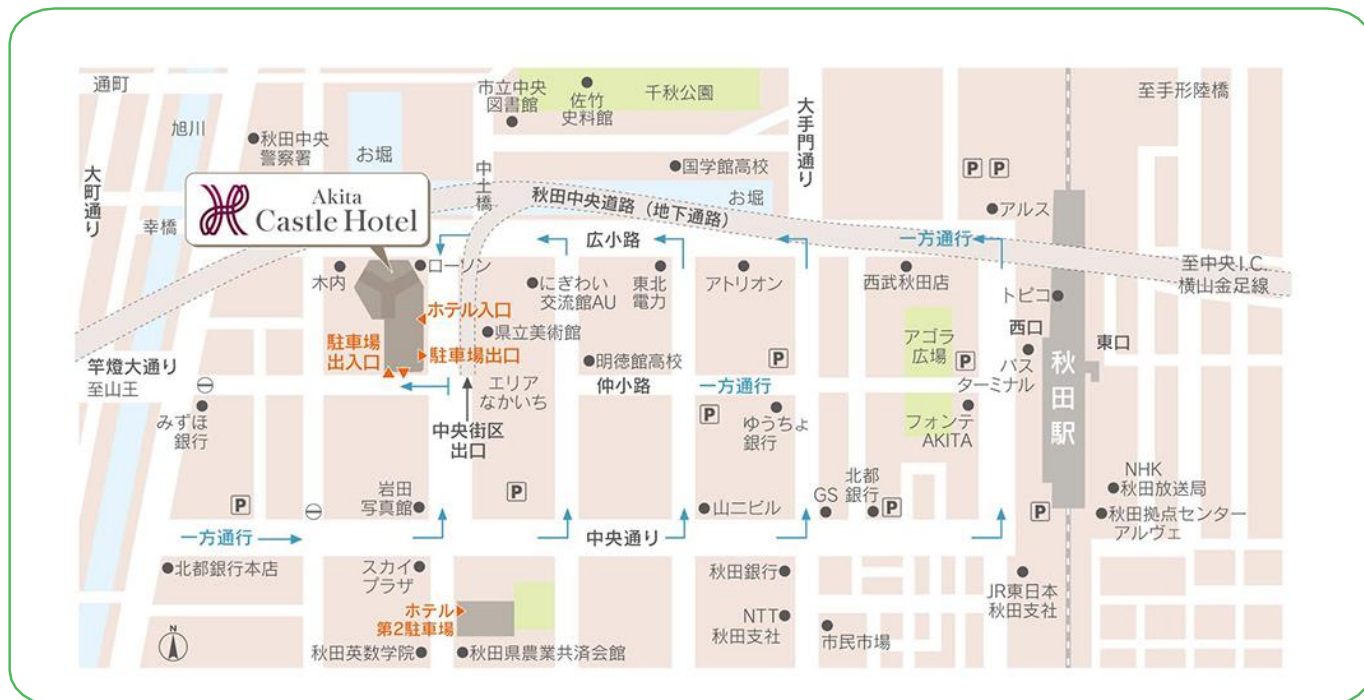 通町
市立中央
図書館
佐竹
史料館
千秋公園
至手形陸橋
旭川
秋田中央
警察署
お堀
中土橋
大手門通り
国学館高校
お堀
P
P
大町通り
幸橋
Akita
Castle Hotel
秋田中央道路（地下通路）
アルス
広小路
一方通行
至中央I.C.
横山金足線
木内
ローソン
にぎわい
交流館AU
東北
電力
アトリオン
西武秋田店
トピコ
ホテル入口
県立美術館
アゴラ
広場
西口
東口
駐車場
出入口
駐車場出口
明徳館高校
P
P
バス
ターミナル
秋田駅
竿燈大通り
至山王
エリア
なかいち
仲小路
一方通行
みずほ
銀行
中央街区
出口
P
ゆうちょ
銀行
フォンテ
AKITA
岩田
写真館
P
P
山二ビル
GS
北都
銀行
P
P
NHK
秋田放送局
秋田拠点センター
アルヴェ
一方通行
中央通り
北都銀行本店
スカイ
プラザ
秋田銀行
JR東日本
秋田支社
ホテル
第2駐車場
NTT
秋田支社
市民市場
N
秋田英数学院
秋田県農業共済会館